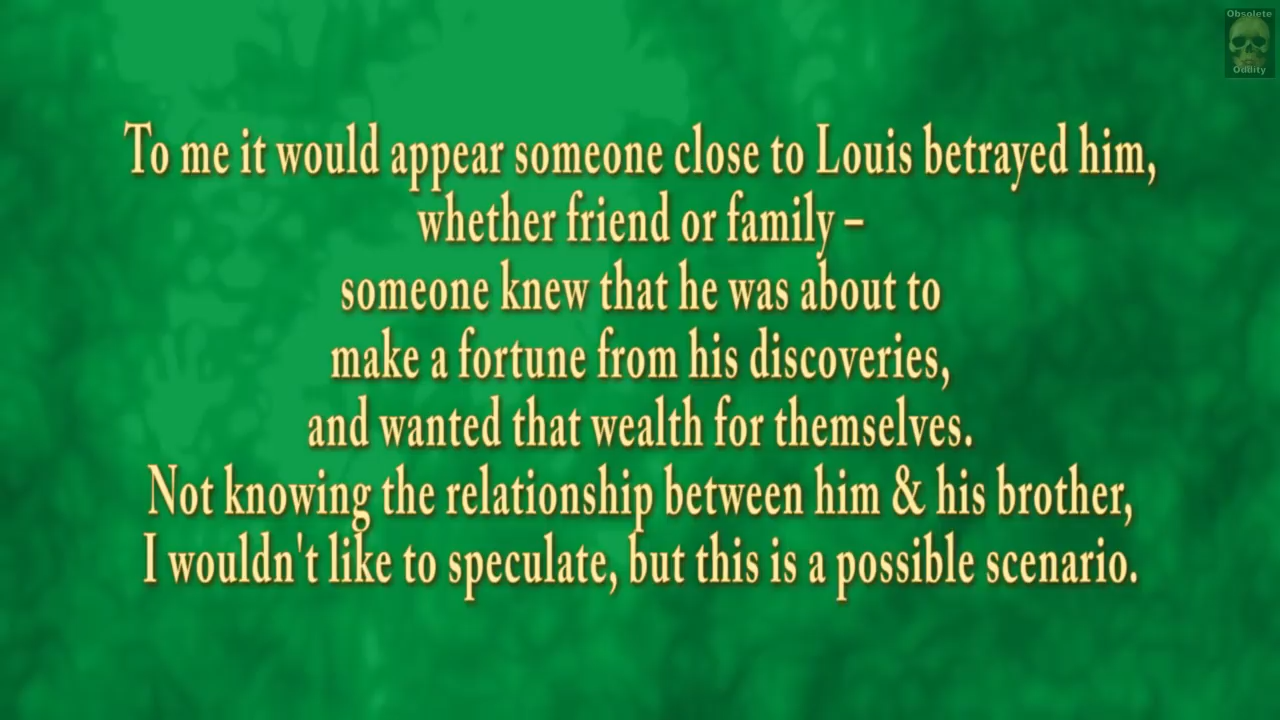 Obsolete
Oddity
To me it would appear someone close to Louis betrayed him,
whether friend or family –
someone knew that he was about to
make a fortune from his discoveries,
and wanted that wealth for themselves.
Not knowing the relationship between him & his brother,
I wouldn't like to speculate, but this is a possible scenario.